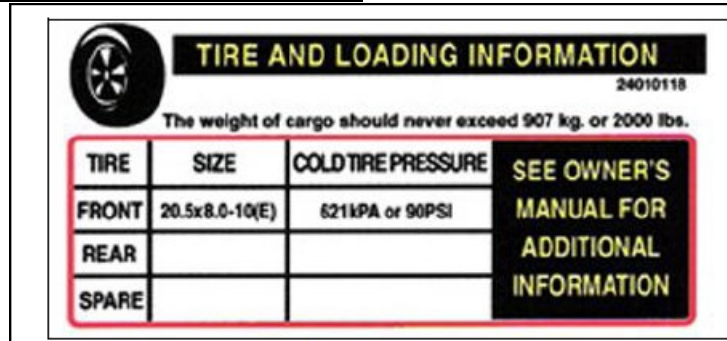 TIRE AND LOADING INFORMATION
24010118
The weight of cargo should never exceed 907 kg. or 2000 lbs.
TIRE SIZE COLD TIRE PRESSURE
FRONT 20.5x8.0-10(E) 621kPA or 90PSI
REAR
SPARE
SEE OWNER'S
MANUAL FOR
ADDITIONAL
INFORMATION